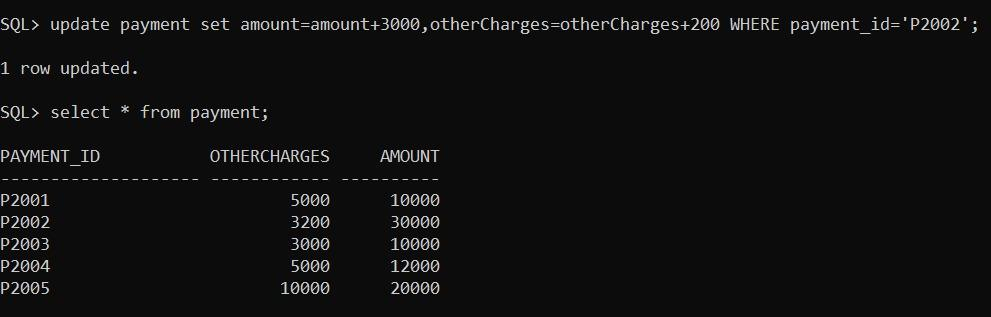 SQL> update payment set amount=amount+3000,otherCharges=otherCharges+200 WHERE payment_id='P2002';
1 row updated.
SQL> select * from payment;
PAYMENT_ID           OTHERCHARGES     AMOUNT
-------------------- ------------ ----------
P2001                        5000      10000
P2002                        3200      30000
P2003                        3000      10000
P2004                        5000      12000
P2005                       10000      20000